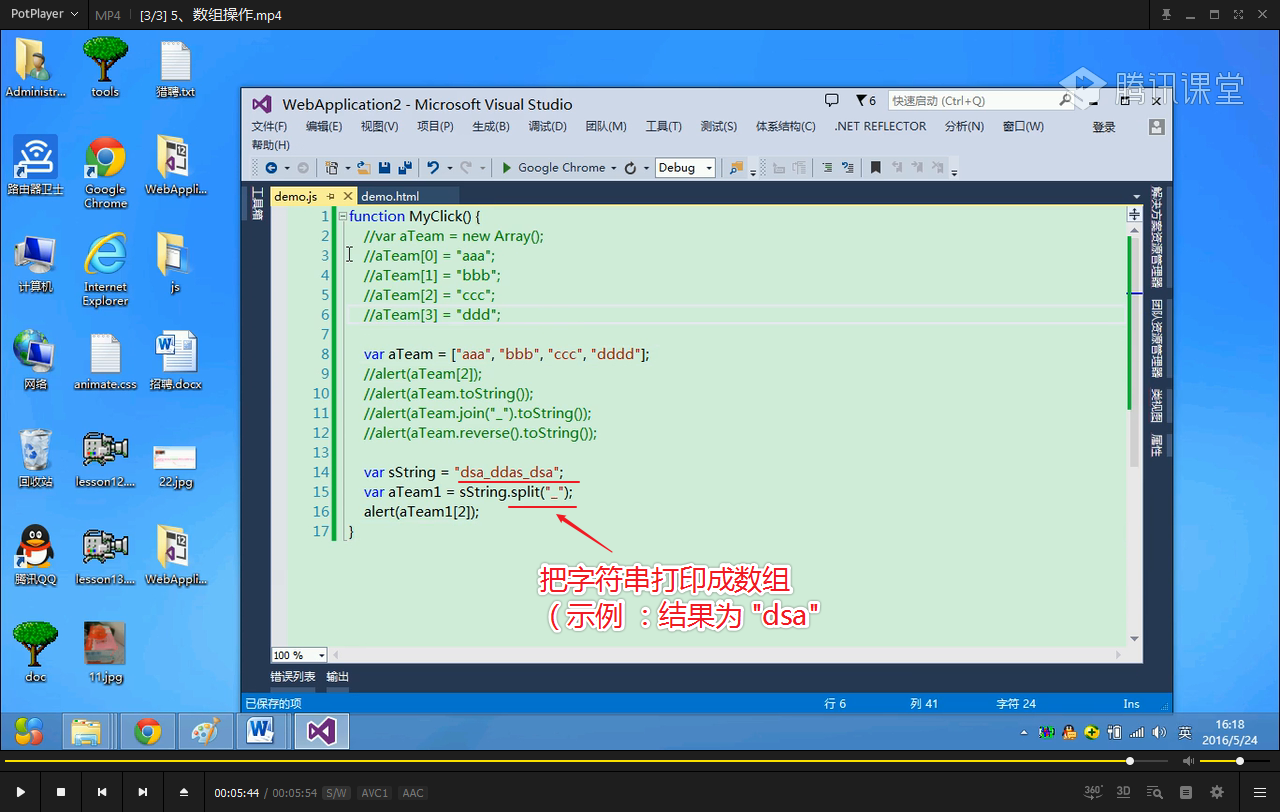 PotPlayer MP4 [3/3] 5、数组操作.mp4
腾讯课堂
Administr... tools 猎聘.txt
路由器卫士 Google Chrome WebAppli...
计算机 Internet Explorer js
网络 animate.css 招聘.docx
回收站 lesson12... 22.jpg
腾讯QQ lesson13... WebAppli...
doc 11.jpg
WebApplication2 - Microsoft Visual Studio 6 快速启动 (Ctrl+Q)
文件(F) 编辑(E) 视图(V) 项目(P) 生成(B) 调试(D) 团队(M) 工具(T) 测试(S) 体系结构(C) .NET REFLECTOR 分析(N) 窗口(W) 登录
帮助(H)
Google Chrome Debug
工具箱
demo.js demo.html
1 function MyClick() {
2 //var aTeam = new Array();
3 //aTeam[0] = "aaa";
4 //aTeam[1] = "bbb";
5 //aTeam[2] = "ccc";
6 //aTeam[3] = "ddd";
7
8 var aTeam = ["aaa", "bbb", "ccc", "dddd"];
9 //alert(aTeam[2]);
10 //alert(aTeam.toString());
11 //alert(aTeam.join("_").toString());
12 //alert(aTeam.reverse().toString());
13
14 var sString = "dsa_ddas_dsa";
15 var aTeam1 = sString.split("_");
16 alert(aTeam1[2]);
17 }
把字符串打印成数组
（示例 ：结果为 "dsa"
解决方案资源管理器
团队资源管理器
类视图
属性
100 %
错误列表 输出
已保存的项 行 6 列 41 字符 24 Ins
英 16:18
2016/5/24
00:05:44 / 00:05:54 S/W AVC1 AAC 360° 3D